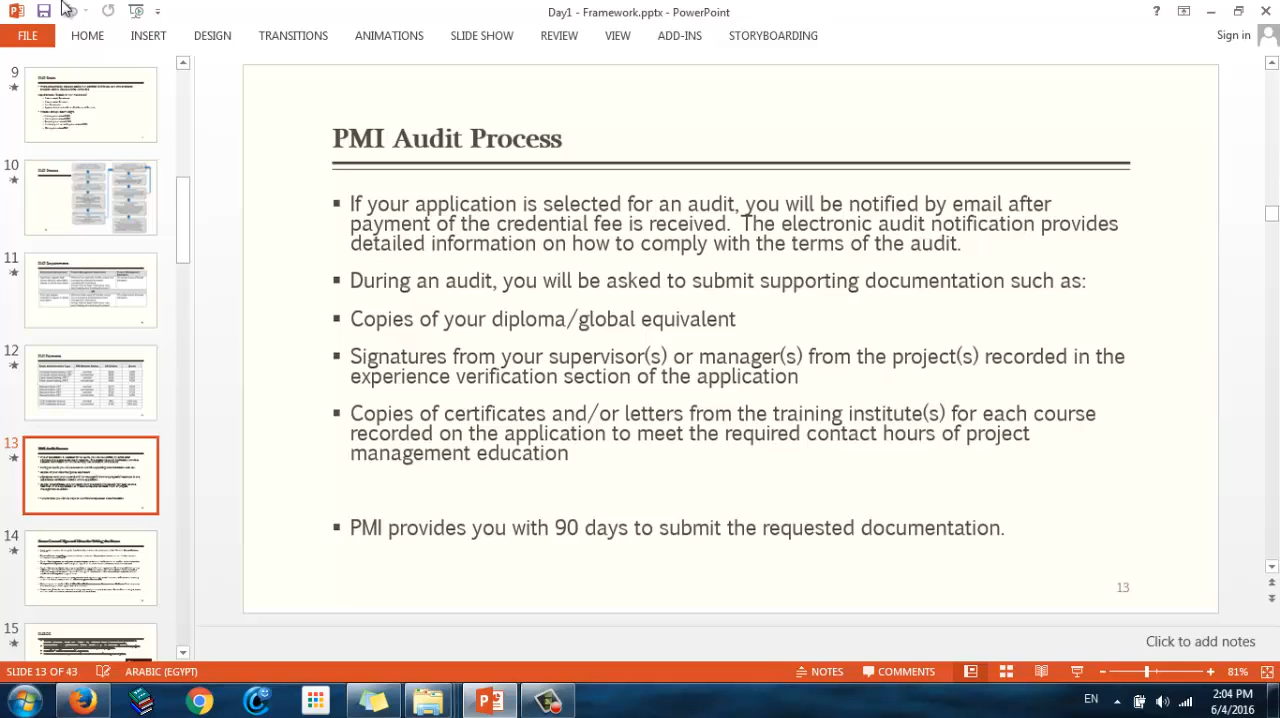 Day1 - Framework.pptx - PowerPoint
FILE HOME INSERT DESIGN TRANSITIONS ANIMATIONS SLIDE SHOW REVIEW VIEW ADD-INS STORYBOARDING Sign in
9
10
11
12
13
14
15
PMI Audit Process
▪ If your application is selected for an audit, you will be notified by email after
payment of the credential fee is received. The electronic audit notification provides
detailed information on how to comply with the terms of the audit.
▪ During an audit, you will be asked to submit supporting documentation such as:
▪ Copies of your diploma/global equivalent
▪ Signatures from your supervisor(s) or manager(s) from the project(s) recorded in the
experience verification section of the application
▪ Copies of certificates and/or letters from the training institute(s) for each course
recorded on the application to meet the required contact hours of project
management education
▪ PMI provides you with 90 days to submit the requested documentation.
13
Click to add notes
SLIDE 13 OF 43 ARABIC (EGYPT) NOTES COMMENTS 81%
EN 2:04 PM
6/4/2016